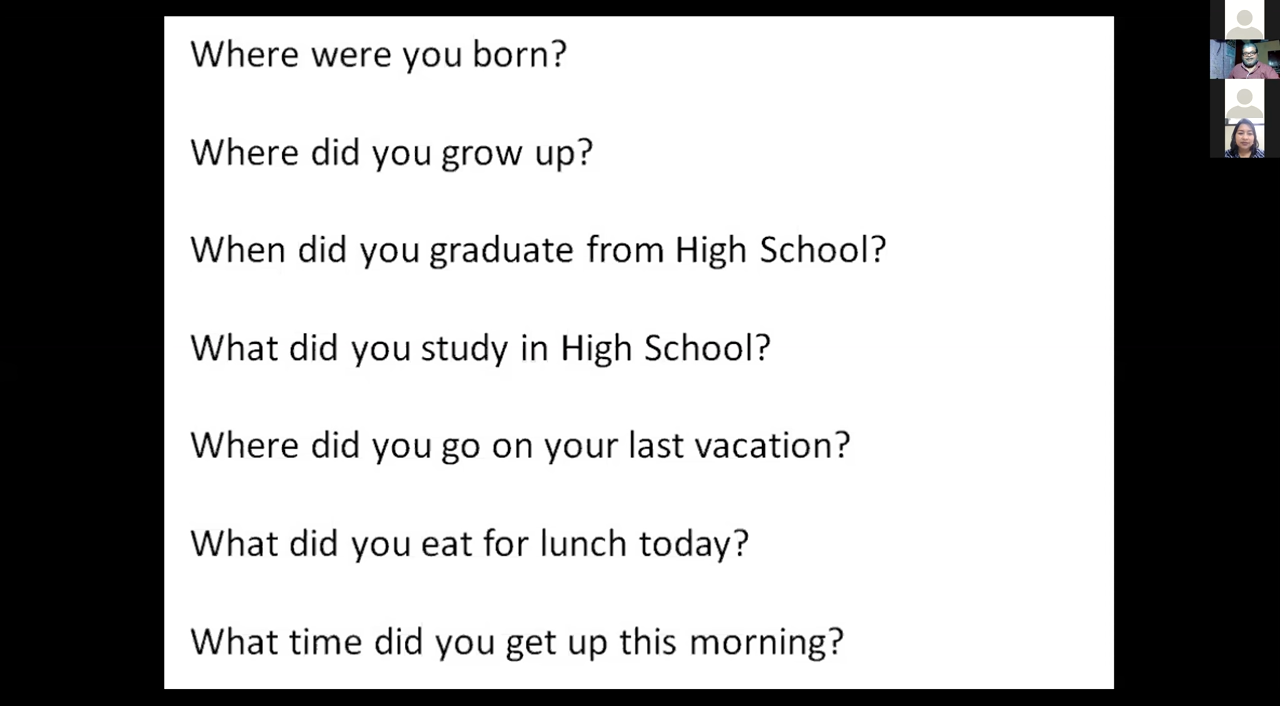 Where were you born?
Where did you grow up?
When did you graduate from High School?
What did you study in High School?
Where did you go on your last vacation?
What did you eat for lunch today?
What time did you get up this morning?